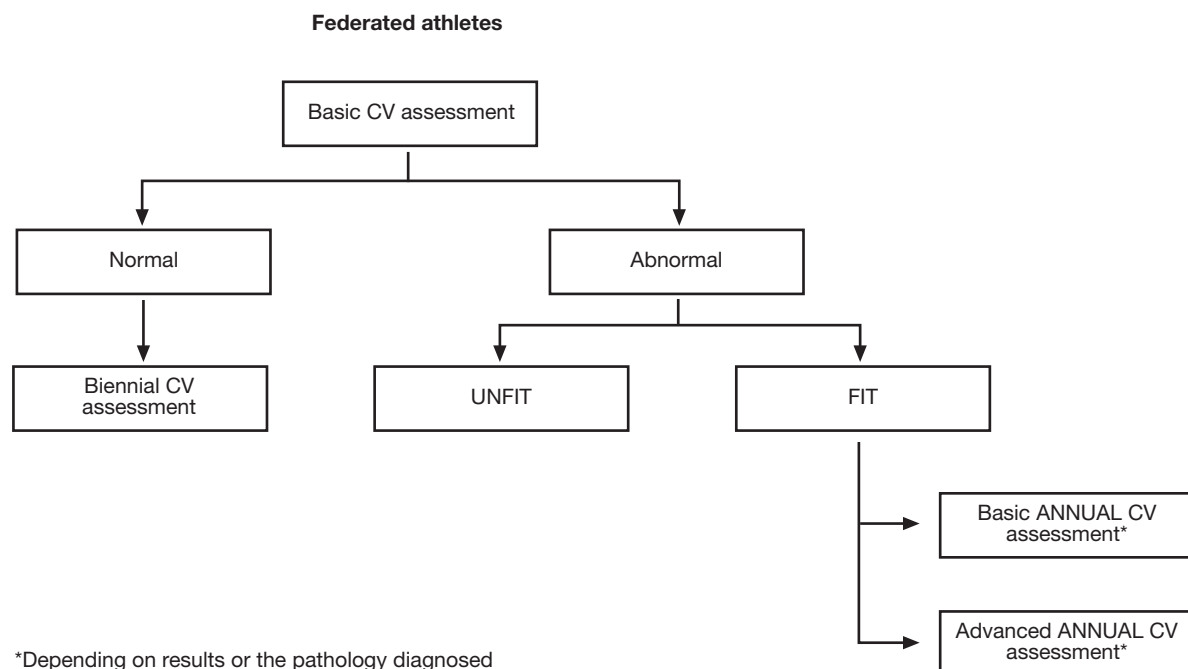 Federated athletes
Basic CV assessment
Normal
Abnormal
Biennial CV
assessment
UNFIT
FIT
Basic ANNUAL CV
assessment*
Advanced ANNUAL CV
assessment*
*Depending on results or the pathology diagnosed